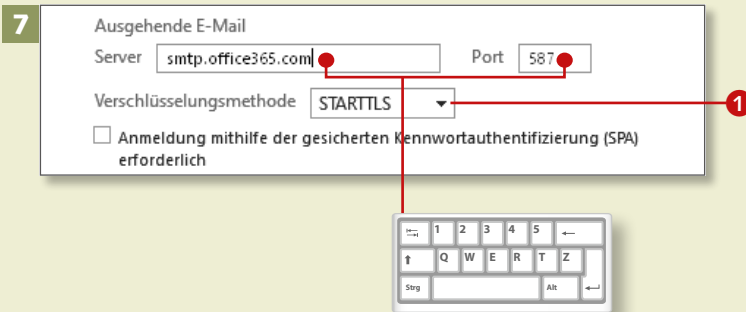 7
Ausgehende E-Mail
Server smtp.office365.com Port 587
Verschlüsselungsmethode STARTTLS
1
Anmeldung mithilfe der gesicherten Kennwortauthentifizierung (SPA)
erforderlich
1 2 3 4 5
Q W E R T Z
Strg Alt